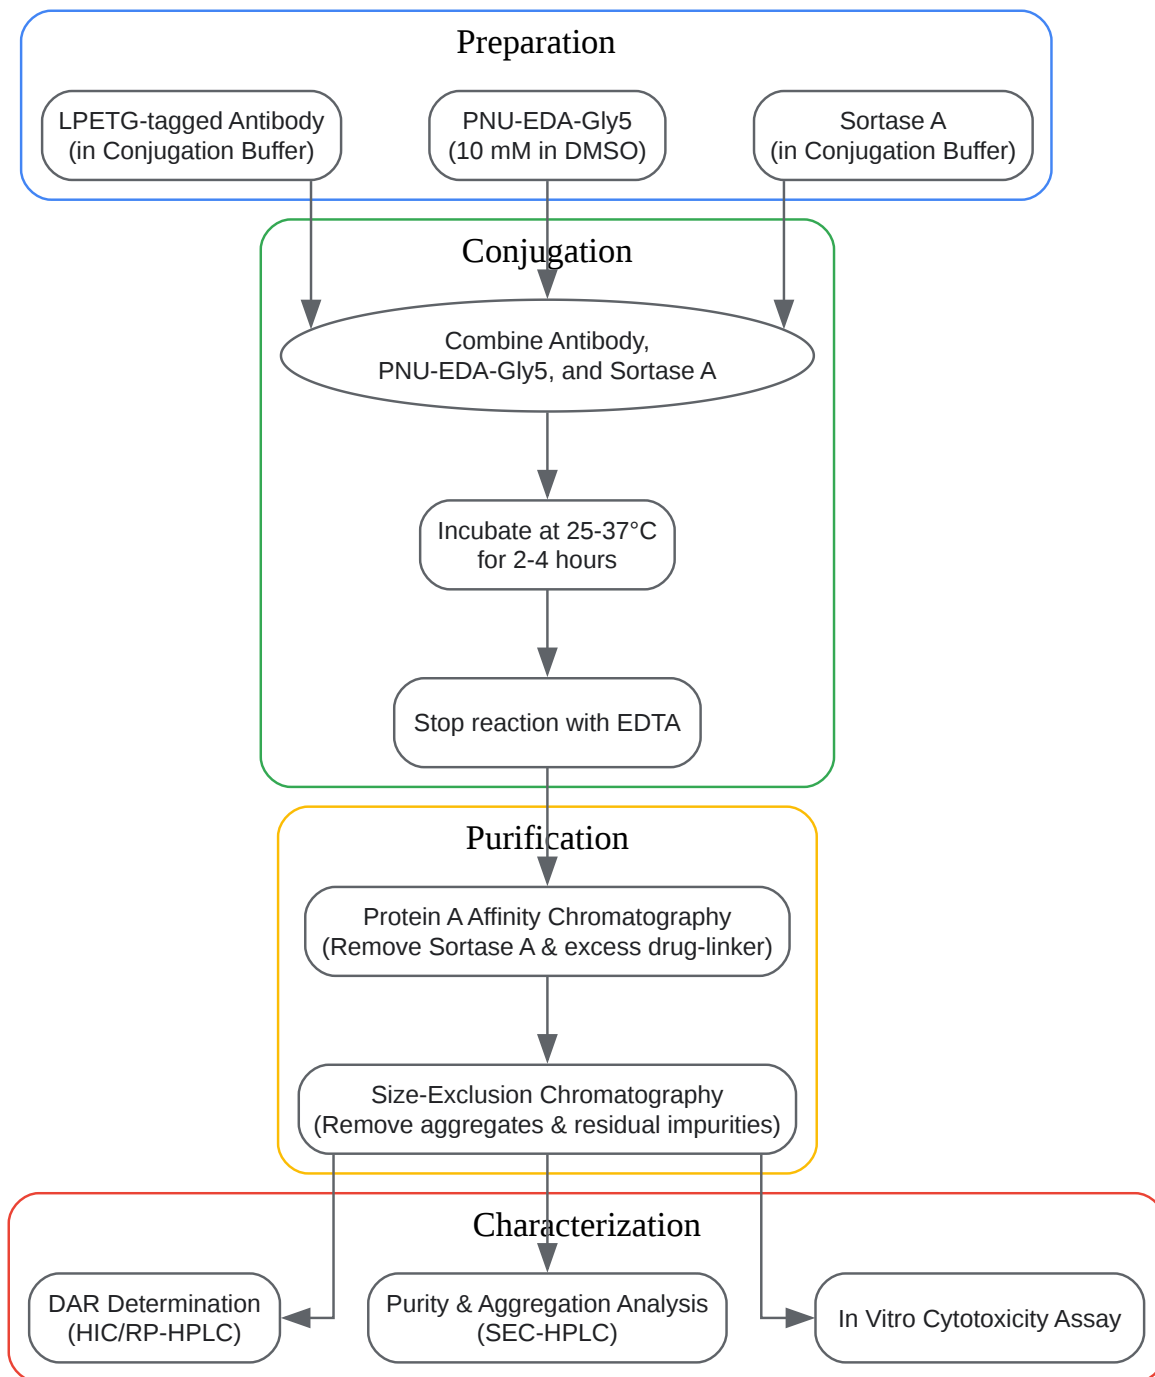 Preparation
LPETG-tagged Antibody
(in Conjugation Buffer)
PNU-EDA-Gly5
(10 mM in DMSO)
Sortase A
(in Conjugation Buffer)
Conjugation
Combine Antibody,
PNU-EDA-Gly5, and Sortase A
Incubate at 25-37°C
for 2-4 hours
Stop reaction with EDTA
Purification
Protein A Affinity Chromatography
(Remove Sortase A & excess drug-linker)
Size-Exclusion Chromatography
(Remove aggregates & residual impurities)
Characterization
DAR Determination
(HIC/RP-HPLC)
Purity & Aggregation Analysis
(SEC-HPLC)
In Vitro Cytotoxicity Assay